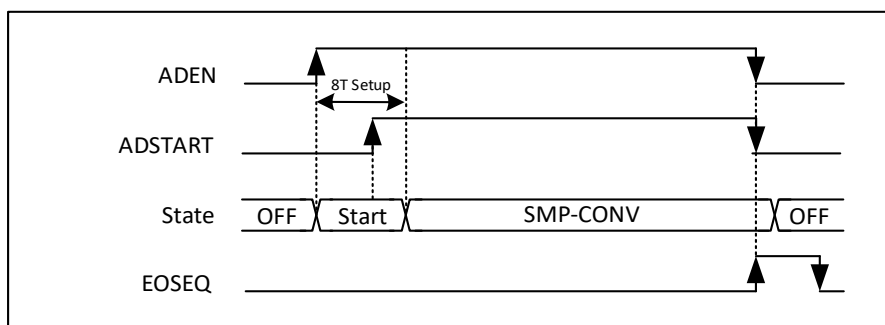 ADEN
8T Setup
ADSTART
State OFF Start SMP-CONV OFF
EOSEQ